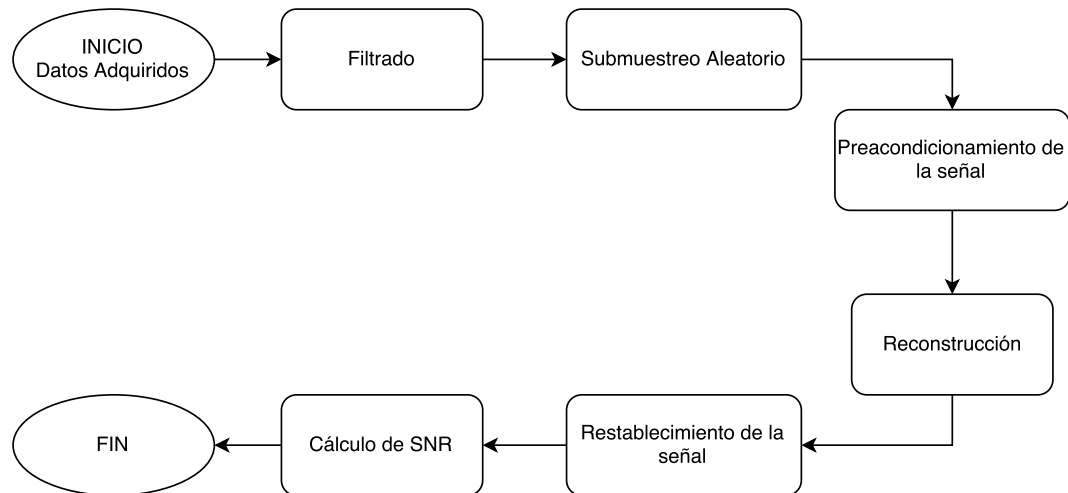 INICIO
Datos Adquiridos
Filtrado
Submuestreo Aleatorio
Preacondicionamiento de
la señal
Reconstrucción
Restablecimiento de la
señal
Cálculo de SNR
FIN